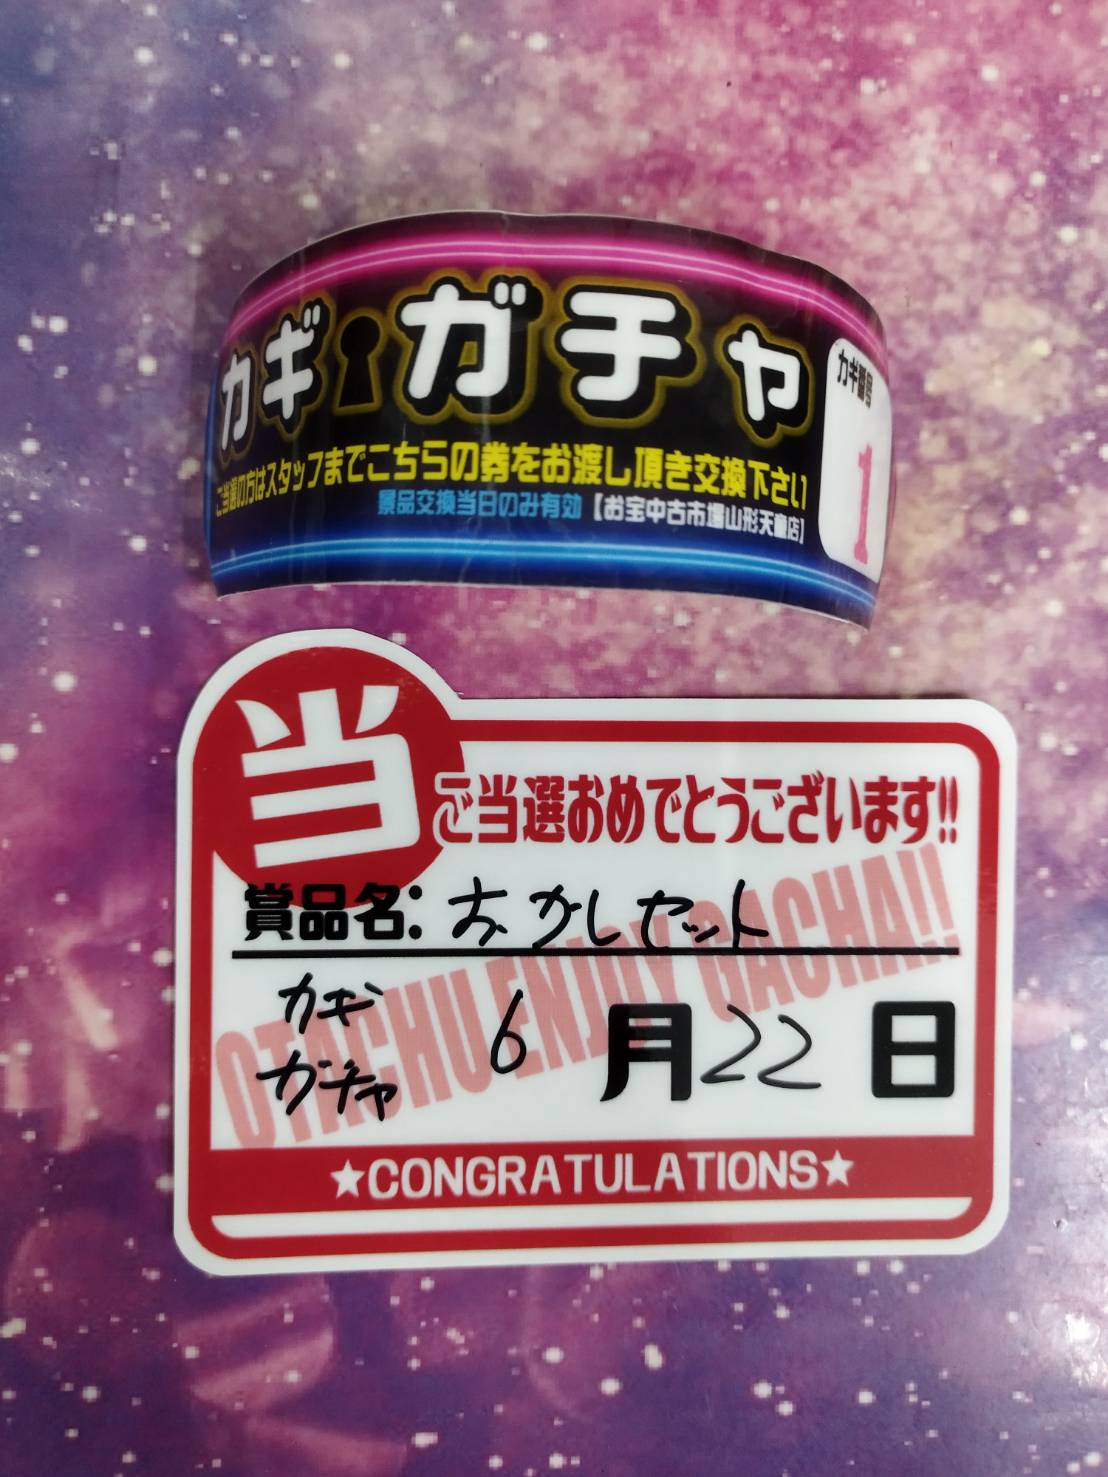 カギガチャ
カギ番号
1
ご当選の方はスタッフまでこちらの券をお渡し頂き交換下さい
景品交換当日のみ有効【お宝中古市場山形天童店】
当
ご当選おめでとうございます!!
賞品名:おかしセット
OTACHU ENJOY GACHA!!
カギ
ガチャ
6月22日
★CONGRATULATIONS★